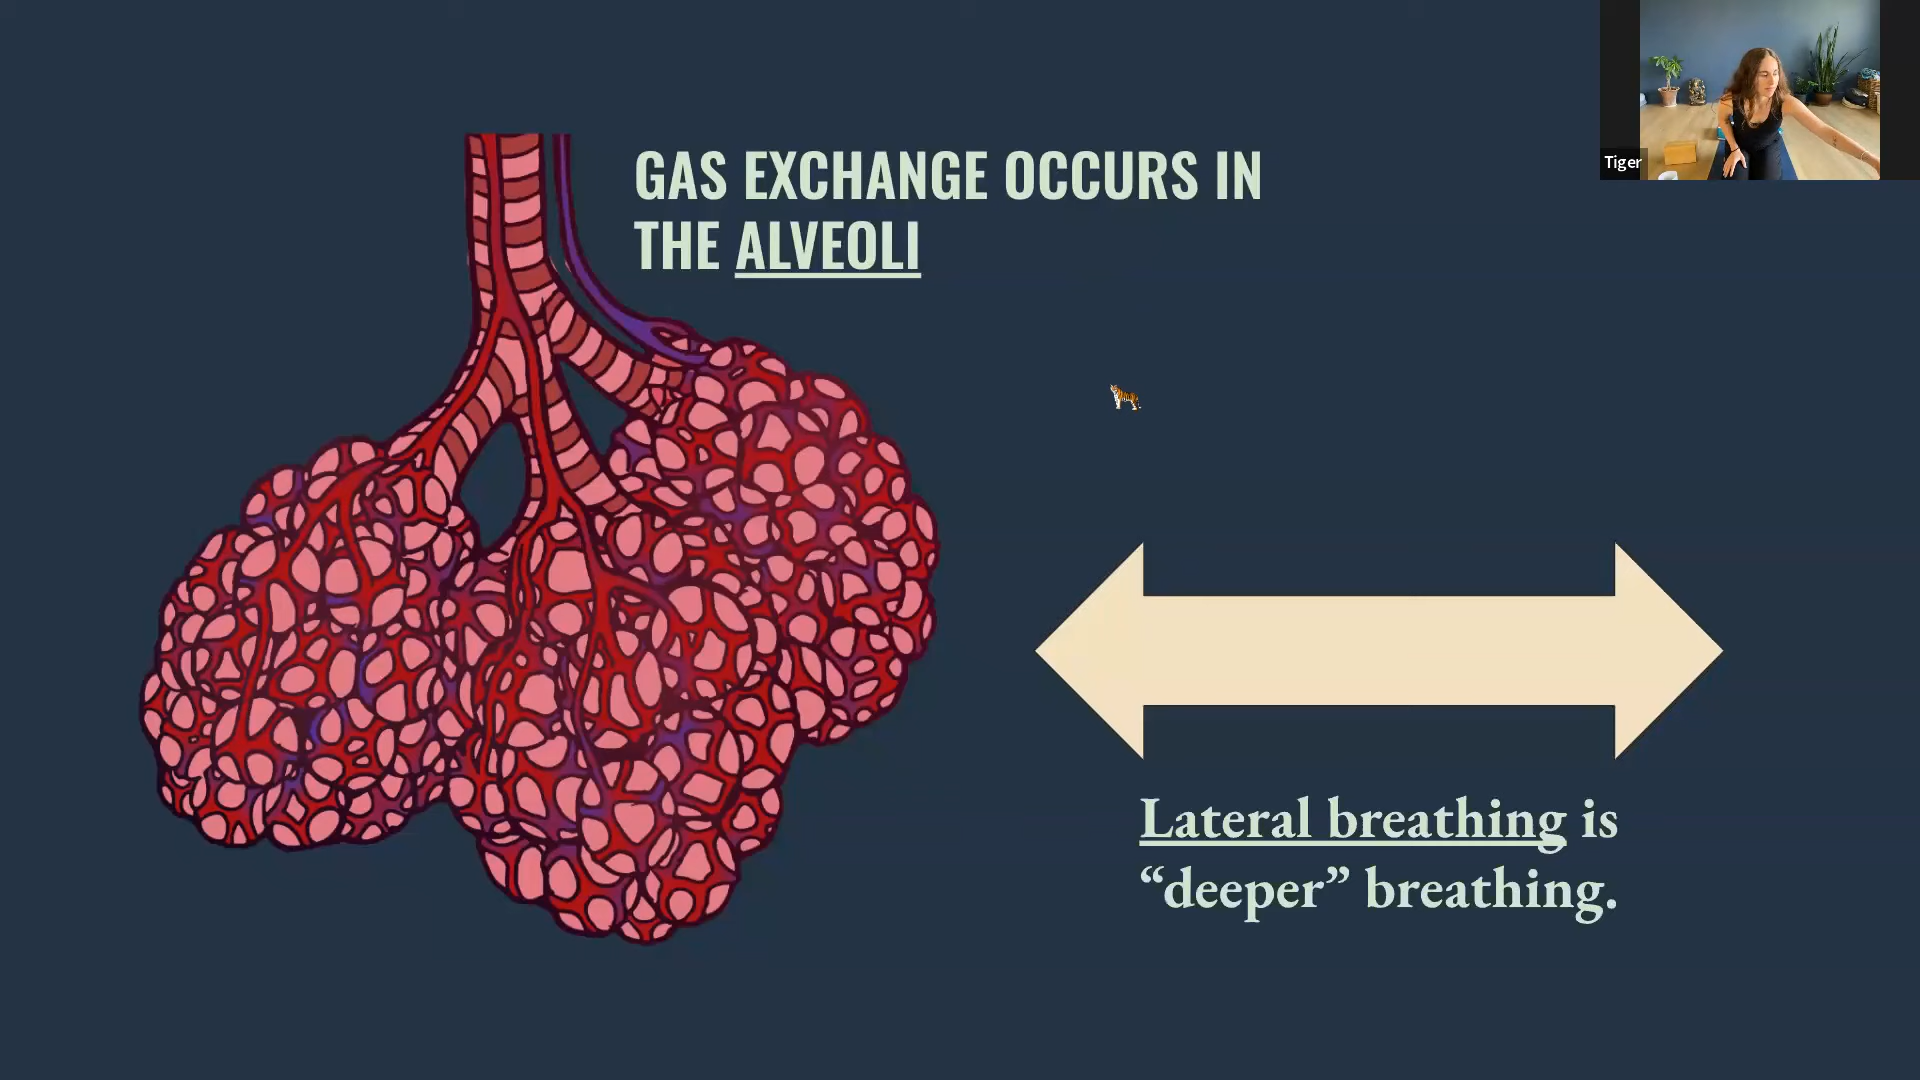 GAS EXCHANGE OCCURS IN
THE ALVEOLI
Tiger
Lateral breathing is
“deeper” breathing.